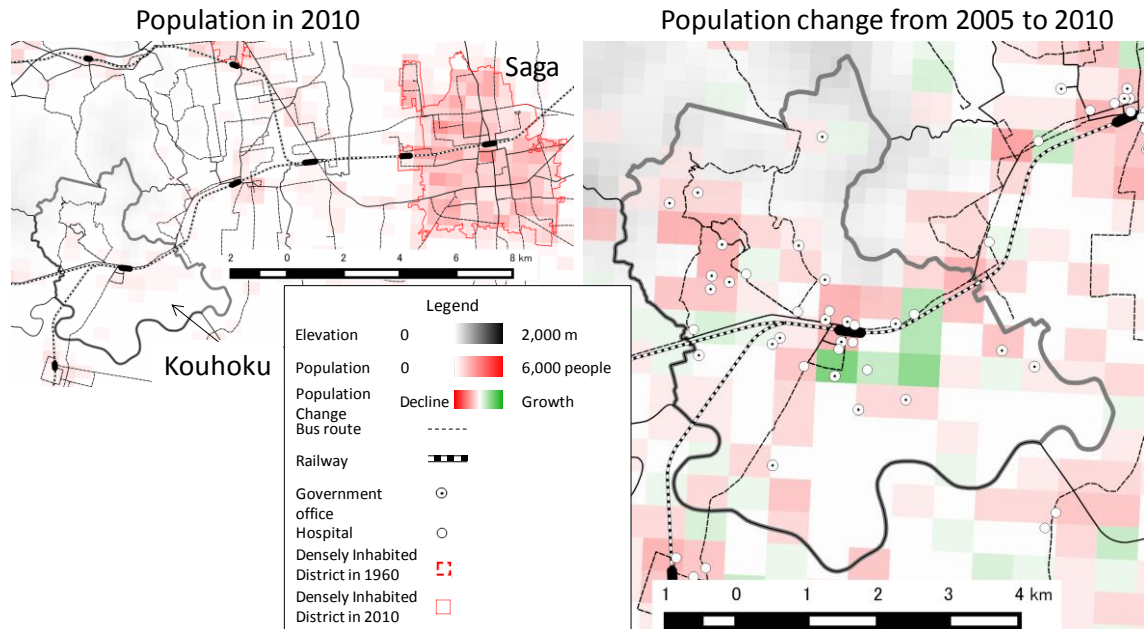 Population in 2010
Population change from 2005 to 2010
Saga
2 0 2 4 6 8 km
Kouhoku
Legend
Elevation 0 2,000 m
Population 0 6,000 people
Population
Change Decline Growth
Bus route
Railway
Government
office
Hospital
Densely Inhabited
District in 1960
Densely Inhabited
District in 2010
1 0 1 2 3 4 km